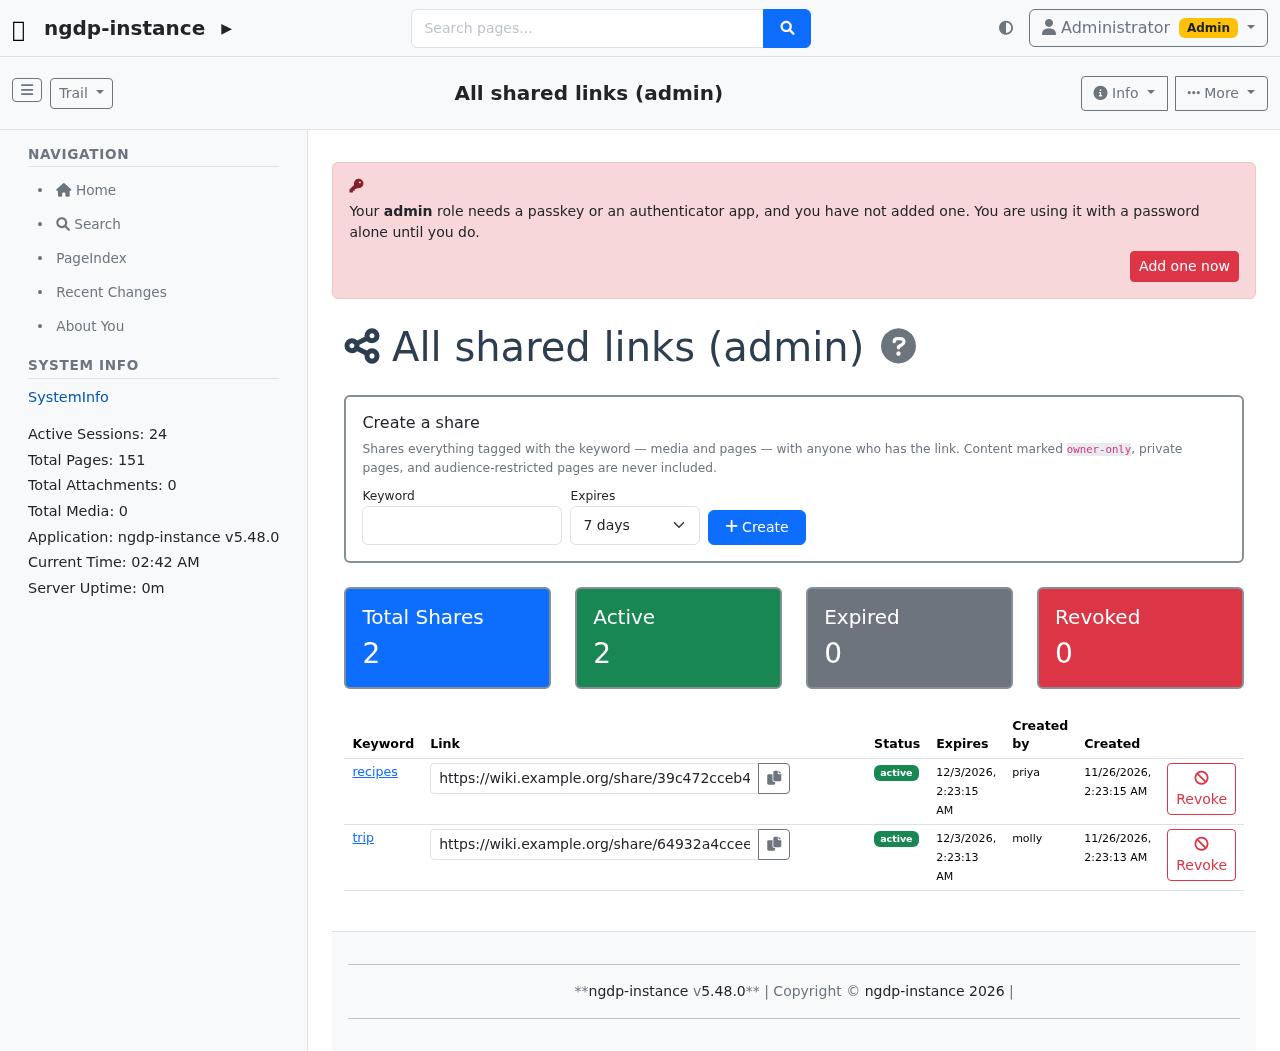 ngdp-instance ▶
Search pages...
Administrator Admin
Trail
All shared links (admin)
Info
More
NAVIGATION
• Home
• Search
• PageIndex
• Recent Changes
• About You
SYSTEM INFO
SystemInfo
Active Sessions: 24
Total Pages: 151
Total Attachments: 0
Total Media: 0
Application: ngdp-instance v5.48.0
Current Time: 02:42 AM
Server Uptime: 0m
Your admin role needs a passkey or an authenticator app, and you have not added one. You are using it with a password
alone until you do.
Add one now
All shared links (admin) ?
Create a share
Shares everything tagged with the keyword — media and pages — with anyone who has the link. Content marked owner-only, private
pages, and audience-restricted pages are never included.
Keyword Expires
7 days
+ Create
Total Shares
2
Active
2
Expired
0
Revoked
0
Keyword Link Status Expires Created by Created
recipes https://wiki.example.org/share/39c472cceb4 active 12/3/2026, 2:23:15 AM priya 11/26/2026, 2:23:15 AM Revoke
trip https://wiki.example.org/share/64932a4ccee active 12/3/2026, 2:23:13 AM molly 11/26/2026, 2:23:13 AM Revoke
**ngdp-instance v5.48.0** | Copyright © ngdp-instance 2026 |